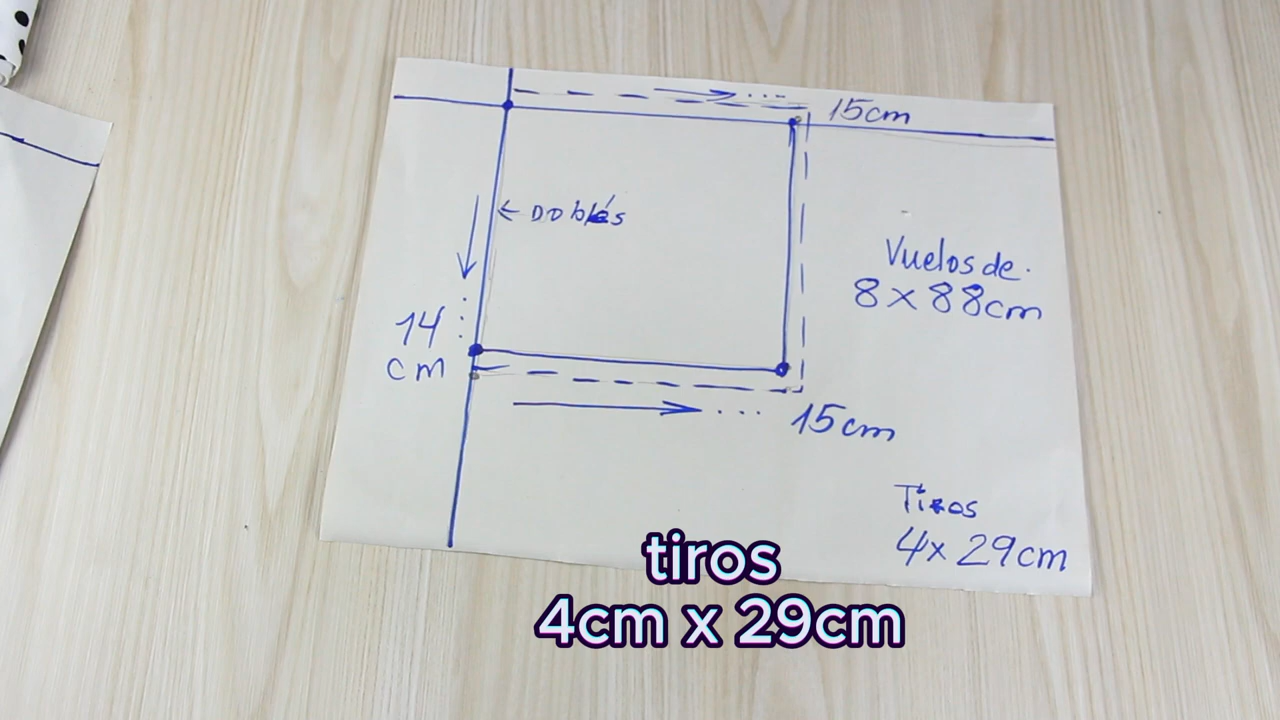 15cm
← Doblés
Vuelos de.
8 x 88cm
14
cm
15cm
Tiros
4 x 29cm
tiros
4cm x 29cm